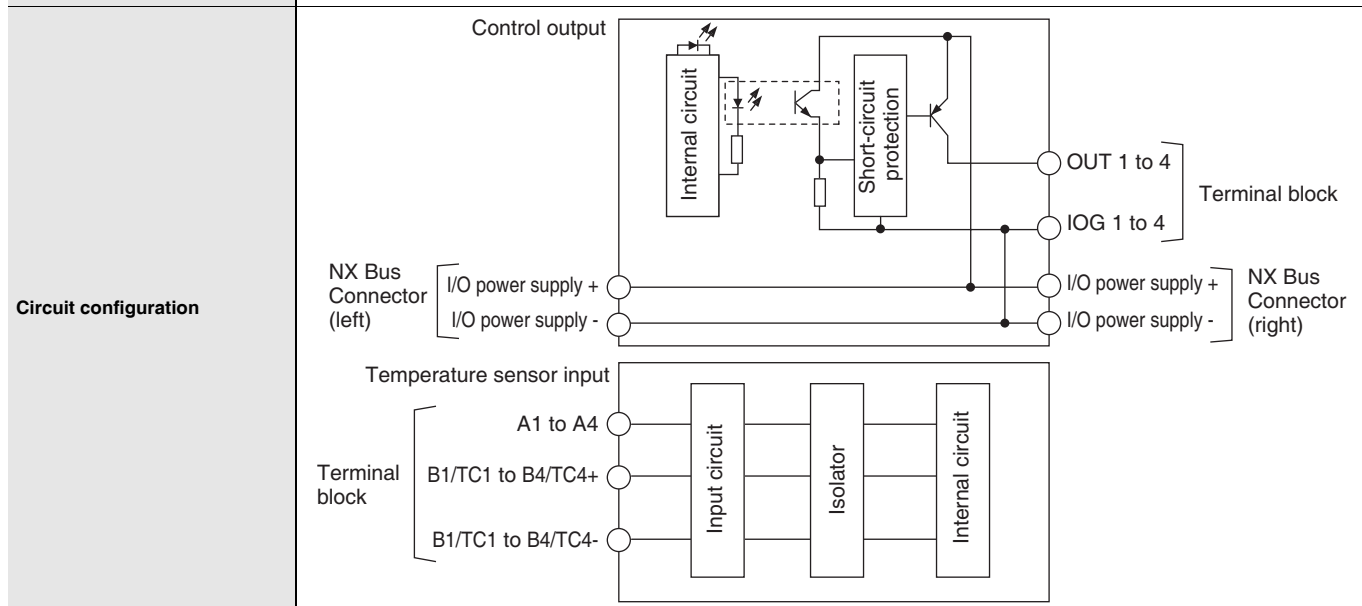 Circuit configuration
Control output
Internal circuit
Short-circuit
protection
OUT 1 to 4
IOG 1 to 4
Terminal block
NX Bus
Connector
(left)
I/O power supply +
I/O power supply -
I/O power supply +
I/O power supply -
NX Bus
Connector
(right)
Temperature sensor input
Terminal
block
A1 to A4
B1/TC1 to B4/TC4+
B1/TC1 to B4/TC4-
Input circuit
Isolator
Internal circuit